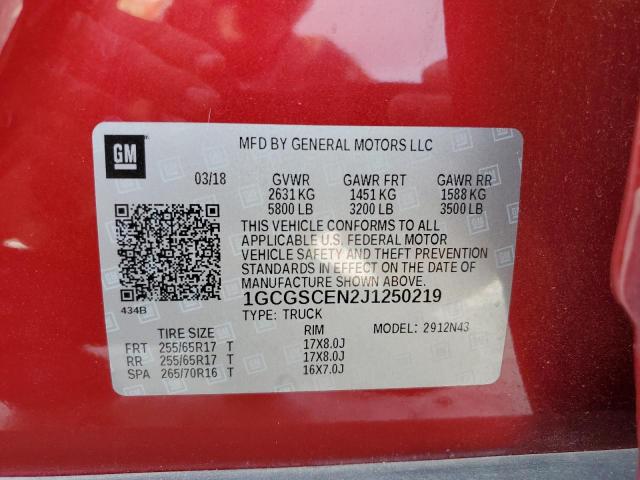 GM
MFD BY GENERAL MOTORS LLC
03/18 GVWR GAWR FRT GAWR RR
2631 KG 1451 KG 1588 KG
5800 LB 3200 LB 3500 LB
THIS VEHICLE CONFORMS TO ALL
APPLICABLE U.S. FEDERAL MOTOR
VEHICLE SAFETY AND THEFT PREVENTION
STANDARDS IN EFFECT ON THE DATE OF
MANUFACTURE SHOWN ABOVE.
434B
1GCGSCEN2J1250219
TYPE: TRUCK
TIRE SIZE RIM MODEL: 2912N43
FRT 255/65R17 T 17X8.0J
RR 255/65R17 T 17X8.0J
SPA 265/70R16 T 16X7.0J